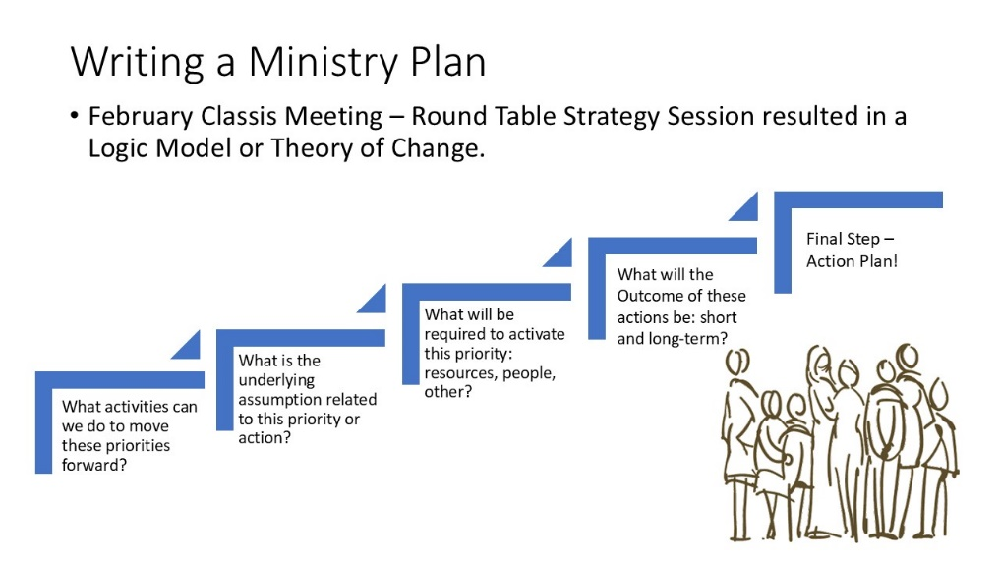 Writing a Ministry Plan
• February Classis Meeting – Round Table Strategy Session resulted in a
Logic Model or Theory of Change.
What activities can
we do to move
these priorities
forward?
What is the
underlying
assumption related
to this priority or
action?
What will be
required to activate
this priority:
resources, people,
other?
What will the
Outcome of these
actions be: short
and long-term?
Final Step –
Action Plan!